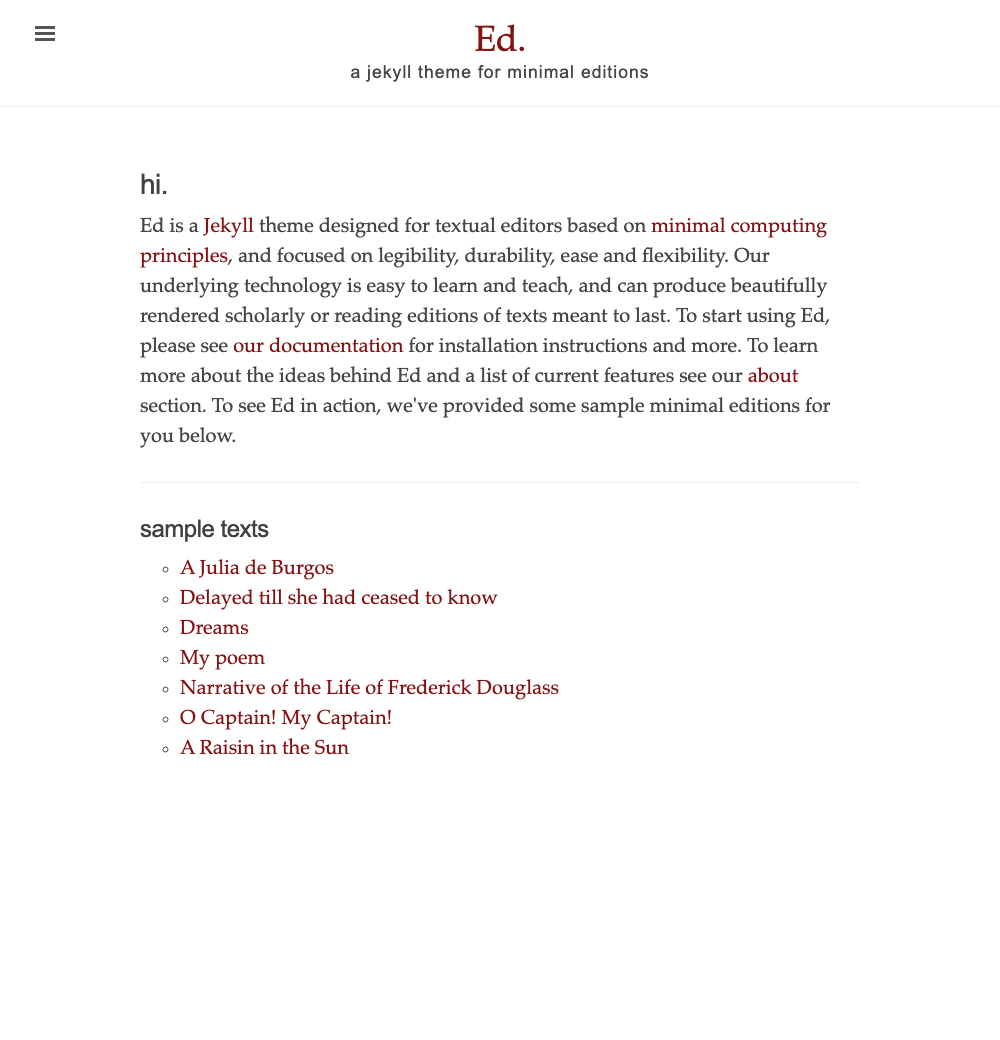 Ed.
a jekyll theme for minimal editions
hi.
Ed is a Jekyll theme designed for textual editors based on minimal computing
principles, and focused on legibility, durability, ease and flexibility. Our
underlying technology is easy to learn and teach, and can produce beautifully
rendered scholarly or reading editions of texts meant to last. To start using Ed,
please see our documentation for installation instructions and more. To learn
more about the ideas behind Ed and a list of current features see our about
section. To see Ed in action, we've provided some sample minimal editions for
you below.
sample texts
A Julia de Burgos
Delayed till she had ceased to know
Dreams
My poem
Narrative of the Life of Frederick Douglass
O Captain! My Captain!
A Raisin in the Sun